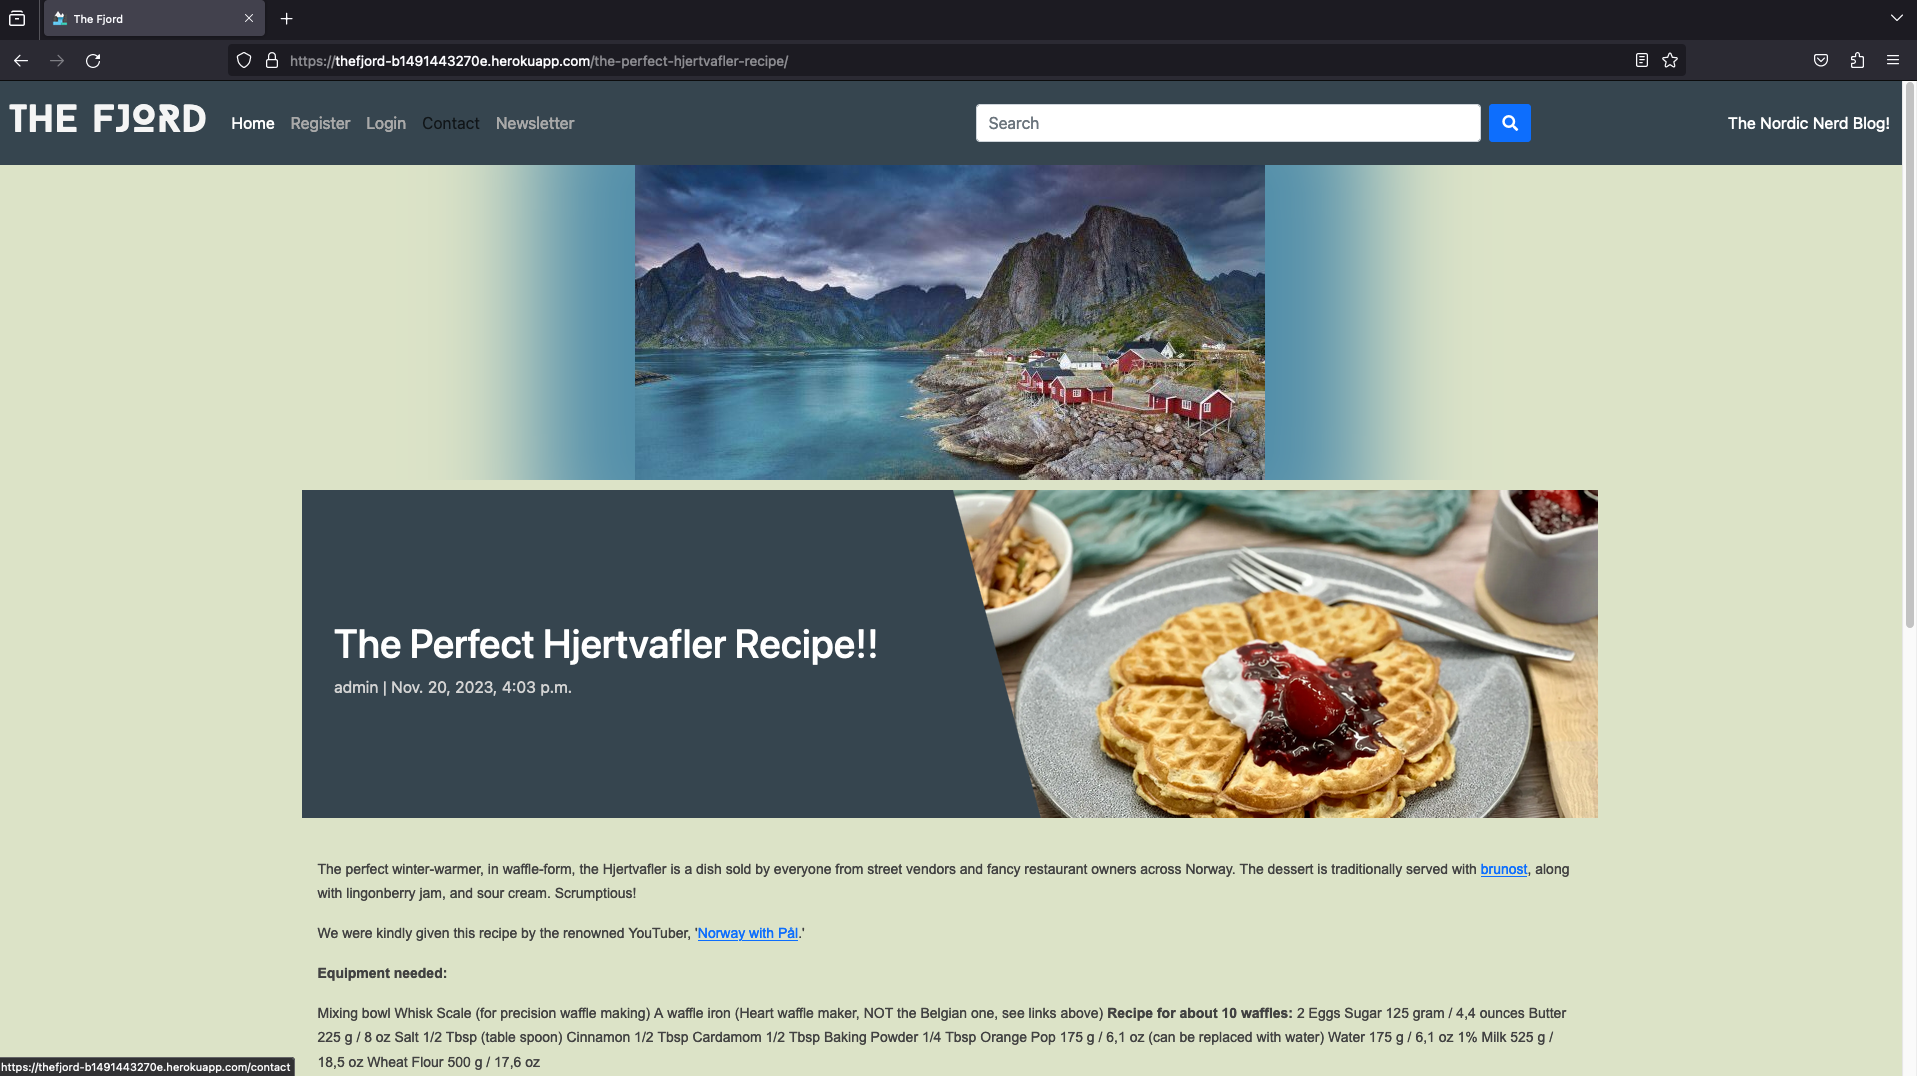 The Fjord
https://thefjord-b1491443270e.herokuapp.com/the-perfect-hjertvafler-recipe/
THE FJORD
Home Register Login Contact Newsletter
Search
The Nordic Nerd Blog!
The Perfect Hjertvafler Recipe!!
admin | Nov. 20, 2023, 4:03 p.m.
The perfect winter-warmer, in waffle-form, the Hjertvafler is a dish sold by everyone from street vendors and fancy restaurant owners across Norway. The dessert is traditionally served with brunost, along
with lingonberry jam, and sour cream. Scrumptious!
We were kindly given this recipe by the renowned YouTuber, 'Norway with Pål.'
Equipment needed:
Mixing bowl Whisk Scale (for precision waffle making) A waffle iron (Heart waffle maker, NOT the Belgian one, see links above) Recipe for about 10 waffles: 2 Eggs Sugar 125 gram / 4,4 ounces Butter
225 g / 8 oz Salt 1/2 Tbsp (table spoon) Cinnamon 1/2 Tbsp Cardamom 1/2 Tbsp Baking Powder 1/4 Tbsp Orange Pop 175 g / 6,1 oz (can be replaced with water) Water 175 g / 6,1 oz 1% Milk 525 g /
18,5 oz Wheat Flour 500 g / 17,6 oz
https://thefjord-b1491443270e.herokuapp.com/contact